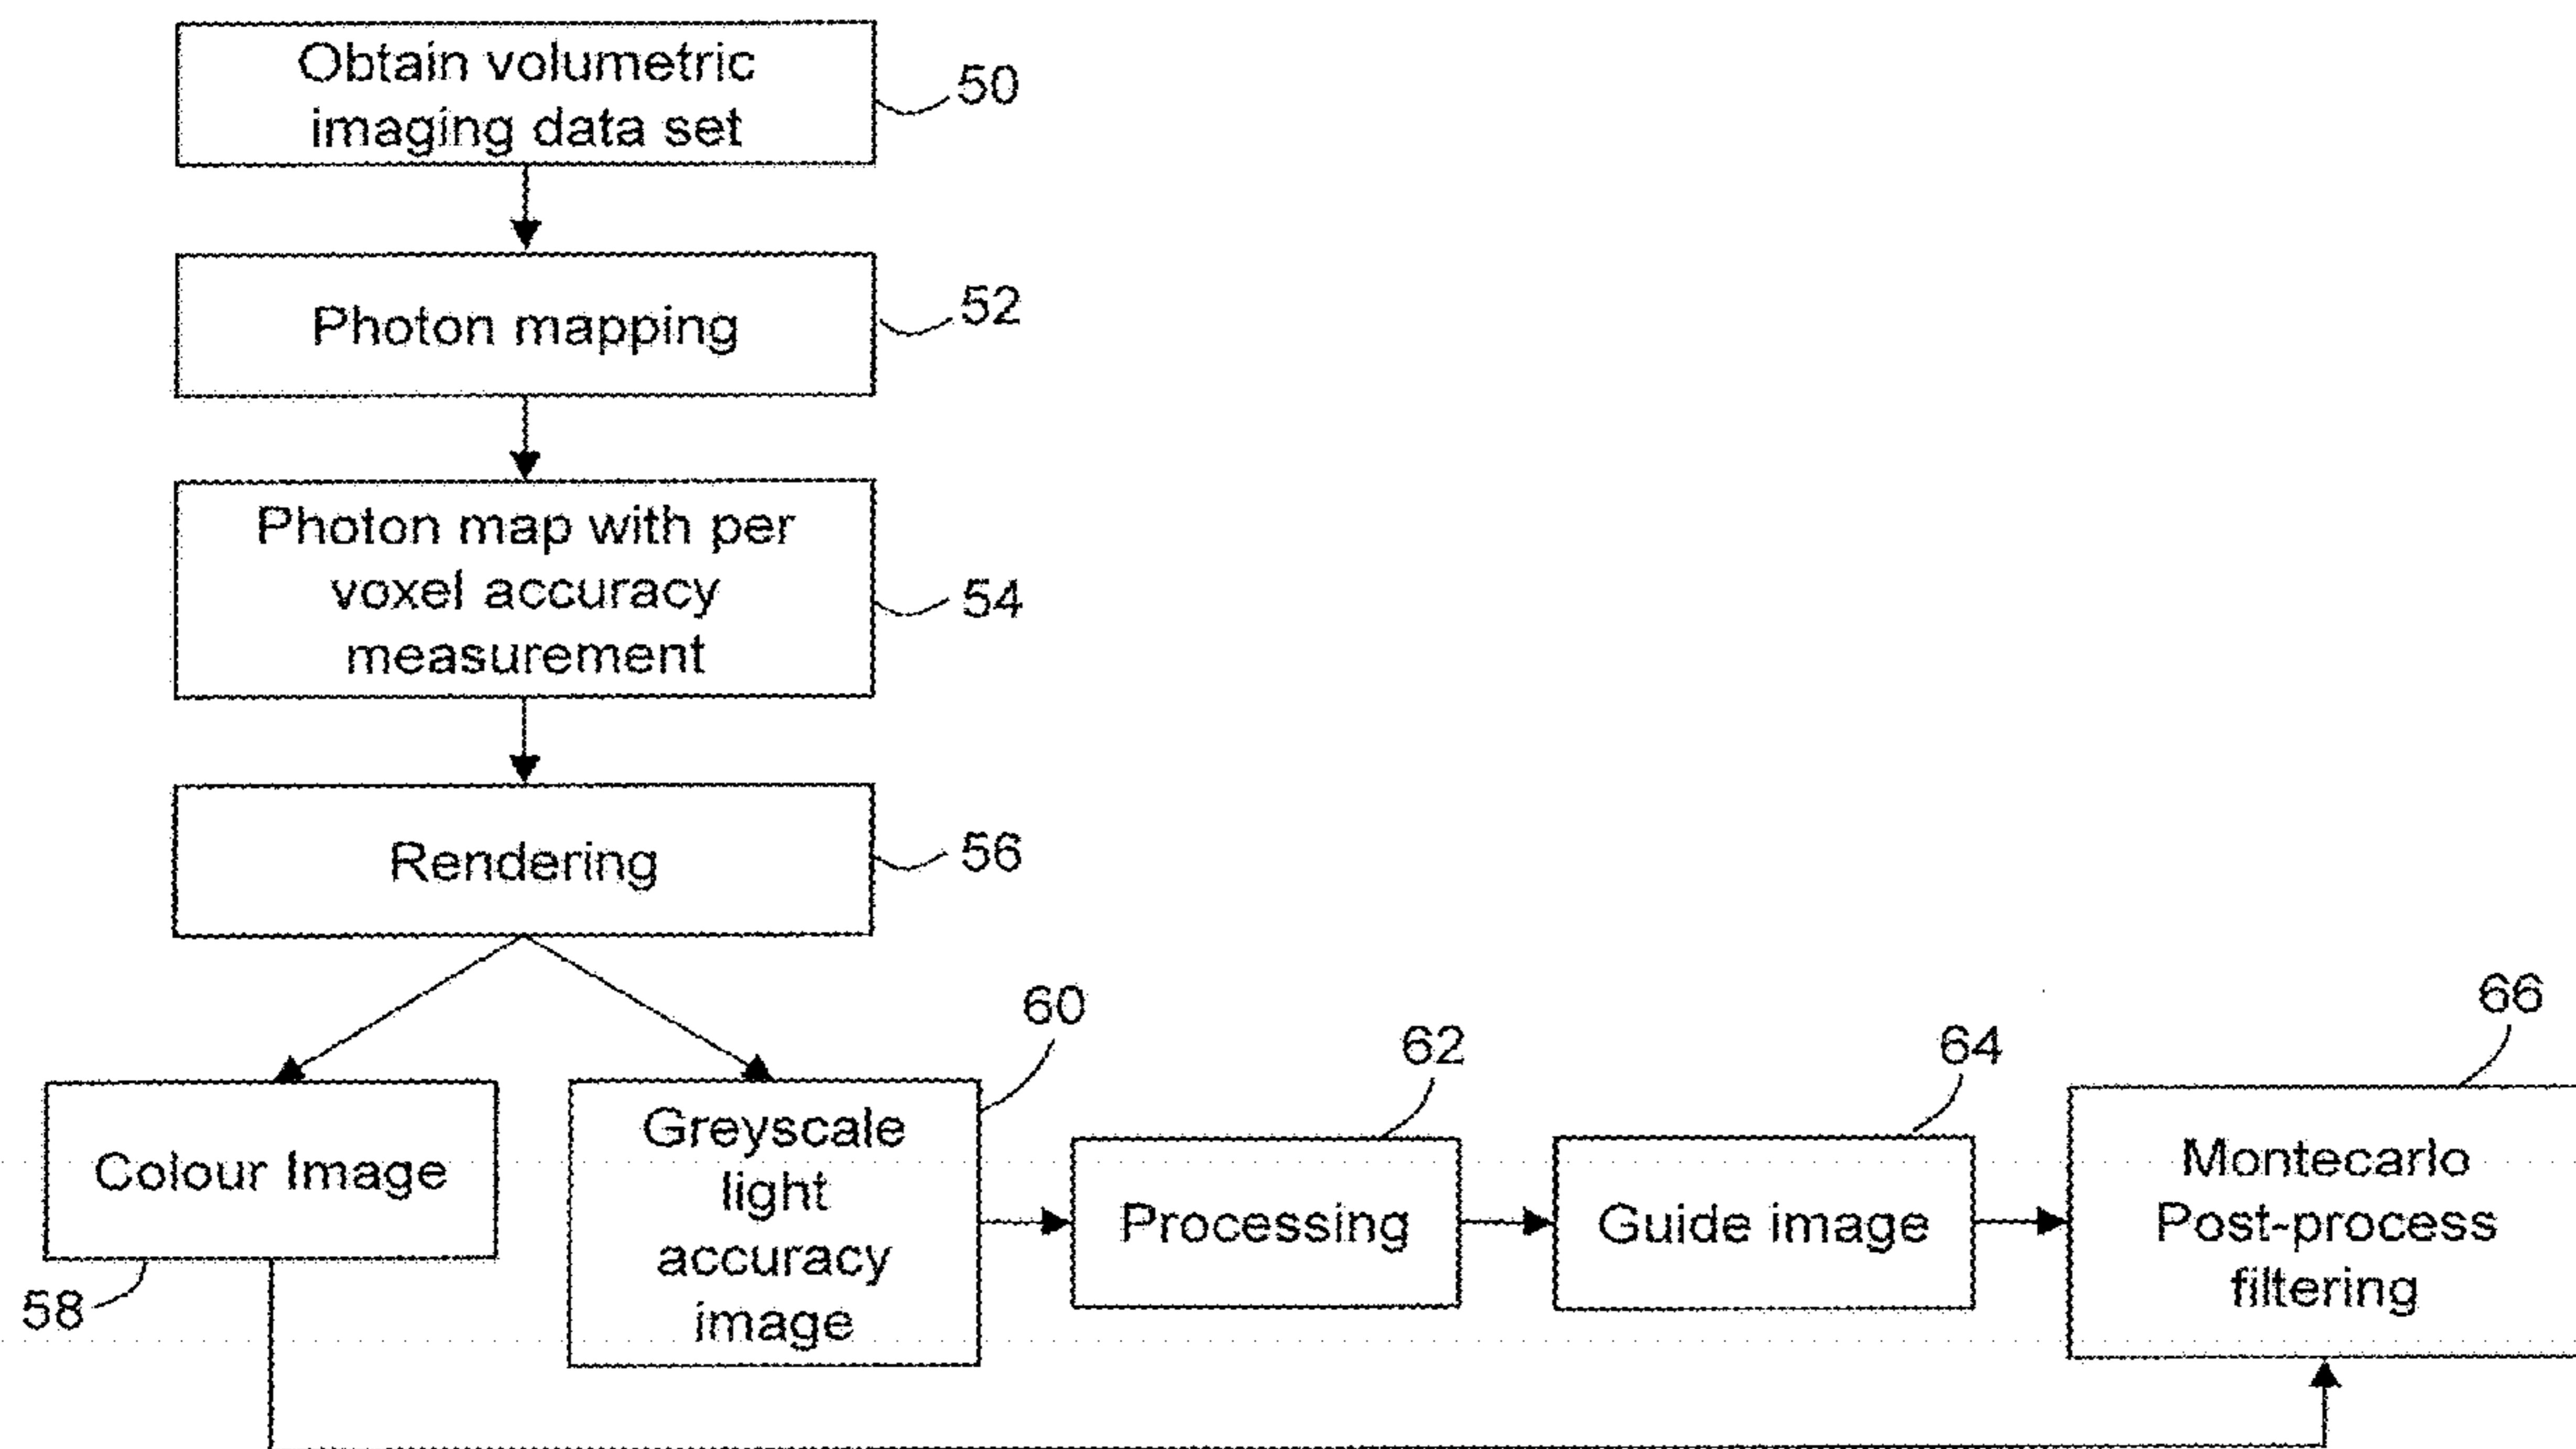 Obtain volumetric
imaging data set
50
Photon mapping
52
Photon map with per
voxel accuracy
measurement
54
Rendering
56
Colour Image
58
Greyscale
light
accuracy
image
60
Processing
62
Guide image
64
Montecarlo
Post-process
filtering
66